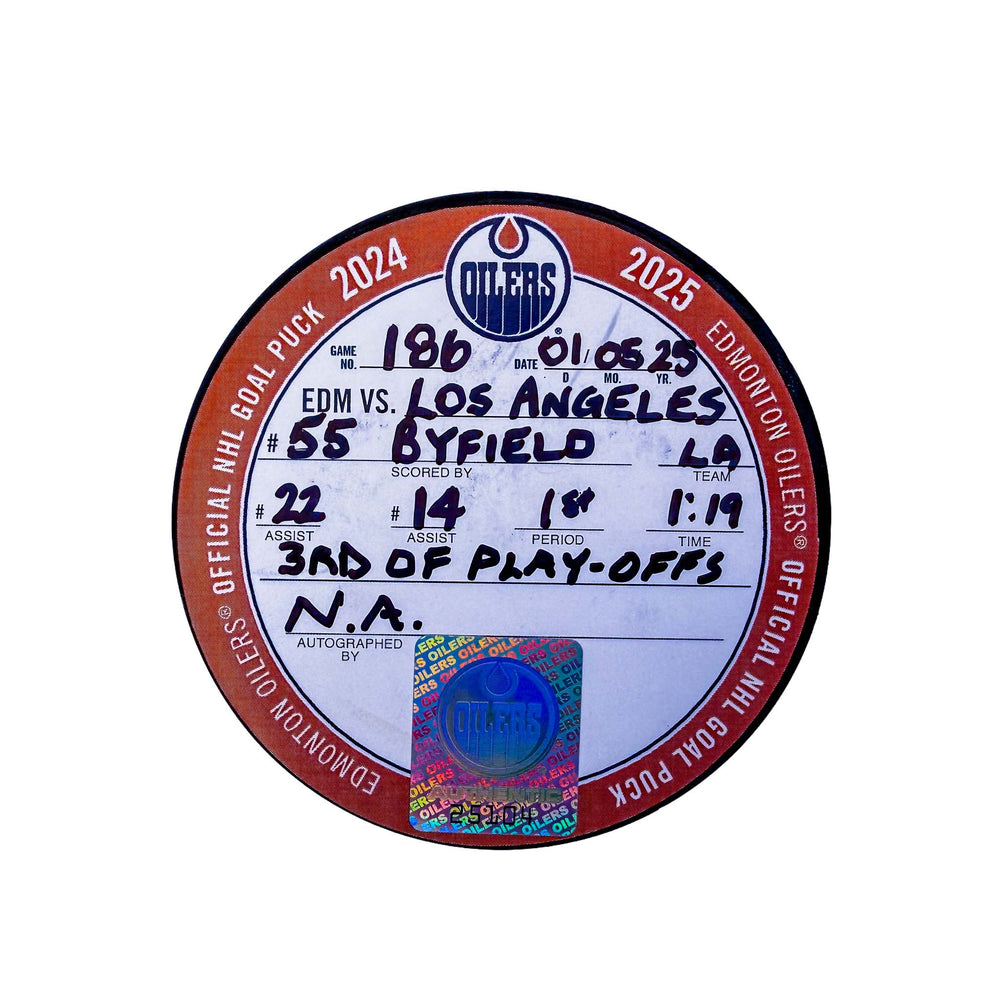 EDMONTON OILERS® OFFICIAL NHL GOAL PUCK 2024
2025 EDMONTON OILERS® OFFICIAL NHL GOAL PUCK
OILERS
®
GAME NO. 186 DATE 01/05 25
D MO. YR.
EDM VS. LOS ANGELES
#55 BYFIELD LA
SCORED BY TEAM
#22 #14 1st 1:19
ASSIST ASSIST PERIOD TIME
3RD OF PLAY-OFFS
N.A.
AUTOGRAPHED
BY
OILERS
AUTHENTIC
25104